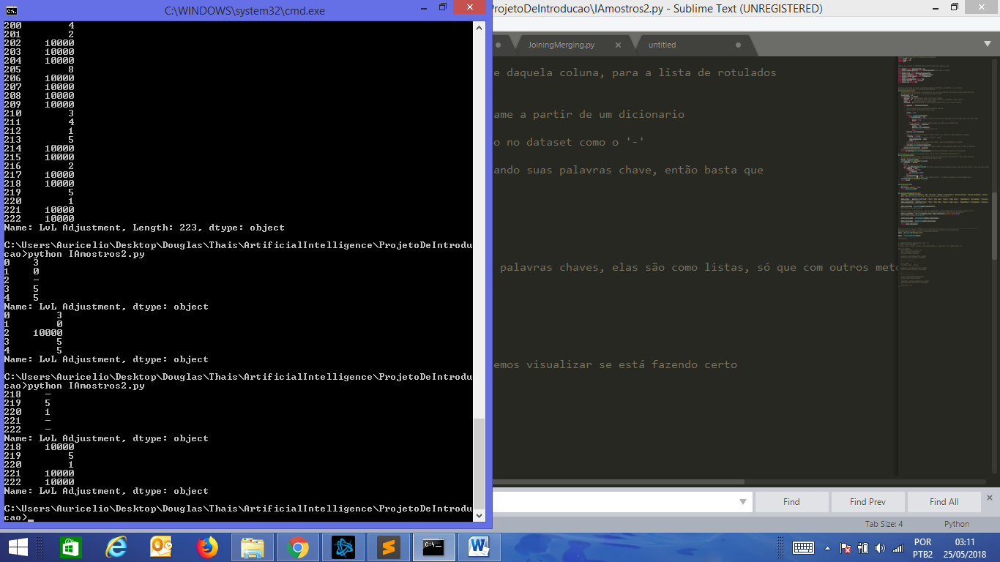 C:\WINDOWS\system32\cmd.exe
200 4
201 2
202 10000
203 10000
204 10000
205 8
206 10000
207 10000
208 10000
209 10000
210 3
211 4
212 1
213 5
214 10000
215 10000
216 2
217 10000
218 10000
219 5
220 1
221 10000
222 10000
Name: LvL Adjustment, Length: 223, dtype: object
C:\Users\Auricelio\Desktop\Douglas\Thais\ArtificialIntelligence\ProjetoDeIntrodu
cao>python IAmostros2.py
0 3
1 0
2 -
3 5
4 5
Name: LvL Adjustment, dtype: object
0 3
1 0
2 10000
3 5
4 5
Name: LvL Adjustment, dtype: object
C:\Users\Auricelio\Desktop\Douglas\Thais\ArtificialIntelligence\ProjetoDeIntrodu
cao>python IAmostros2.py
218 -
219 5
220 1
221 -
222 -
Name: LvL Adjustment, dtype: object
218 10000
219 5
220 1
221 10000
222 10000
Name: LvL Adjustment, dtype: object
C:\Users\Auricelio\Desktop\Douglas\Thais\ArtificialIntelligence\ProjetoDeIntrodu
cao>_
ProjetoDeIntroducao\IAmostros2.py - Sublime Text (UNREGISTERED)
JoiningMerging.py
untitled
e daquela coluna, para a lista de rotulados
ame a partir de um dicionario
o no dataset como o '-'
ando suas palavras chave, então basta que
palavras chaves, elas são como listas, só que com outros met
emos visualizar se está fazendo certo
Find
Find Prev
Find All
Tab Size: 4
Python
POR
PTB2
03:11
25/05/2018